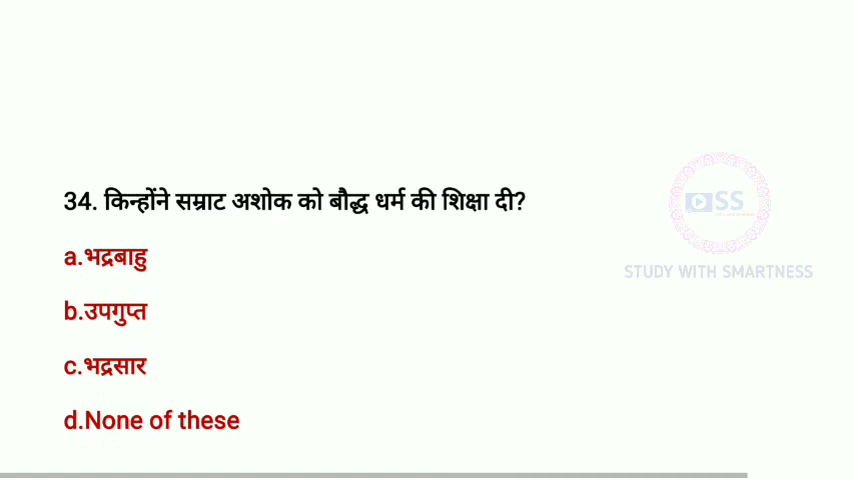 34. किन्होंने सम्राट अशोक को बौद्ध धर्म की शिक्षा दी?
SS
a.भद्रबाहु
STUDY WITH SMARTNESS
b.उपगुप्त
c.भद्रसार
d.None of these